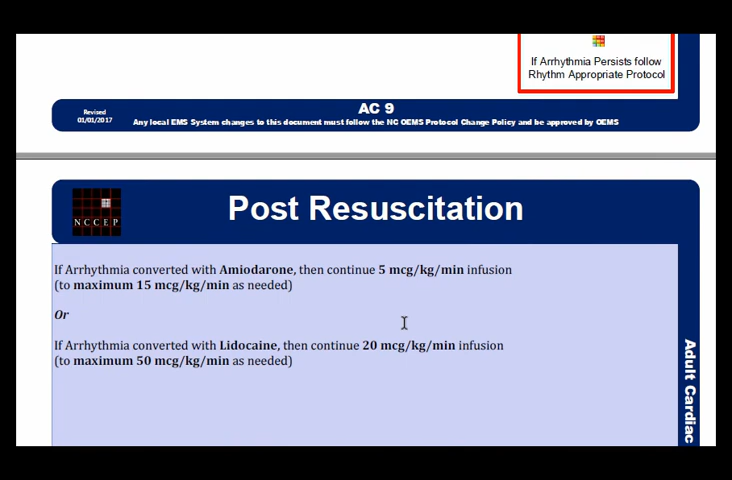 If Arrhythmia Persists follow
Rhythm Appropriate Protocol
Revised
01/01/2017
AC 9
Any local EMS System changes to this document must follow the NC OEMS Protocol Change Policy and be approved by OEMS
NCCEP
Post Resuscitation
If Arrhythmia converted with Amiodarone, then continue 5 mcg/kg/min infusion
(to maximum 15 mcg/kg/min as needed)
Or
If Arrhythmia converted with Lidocaine, then continue 20 mcg/kg/min infusion
(to maximum 50 mcg/kg/min as needed)
Adult Cardiac